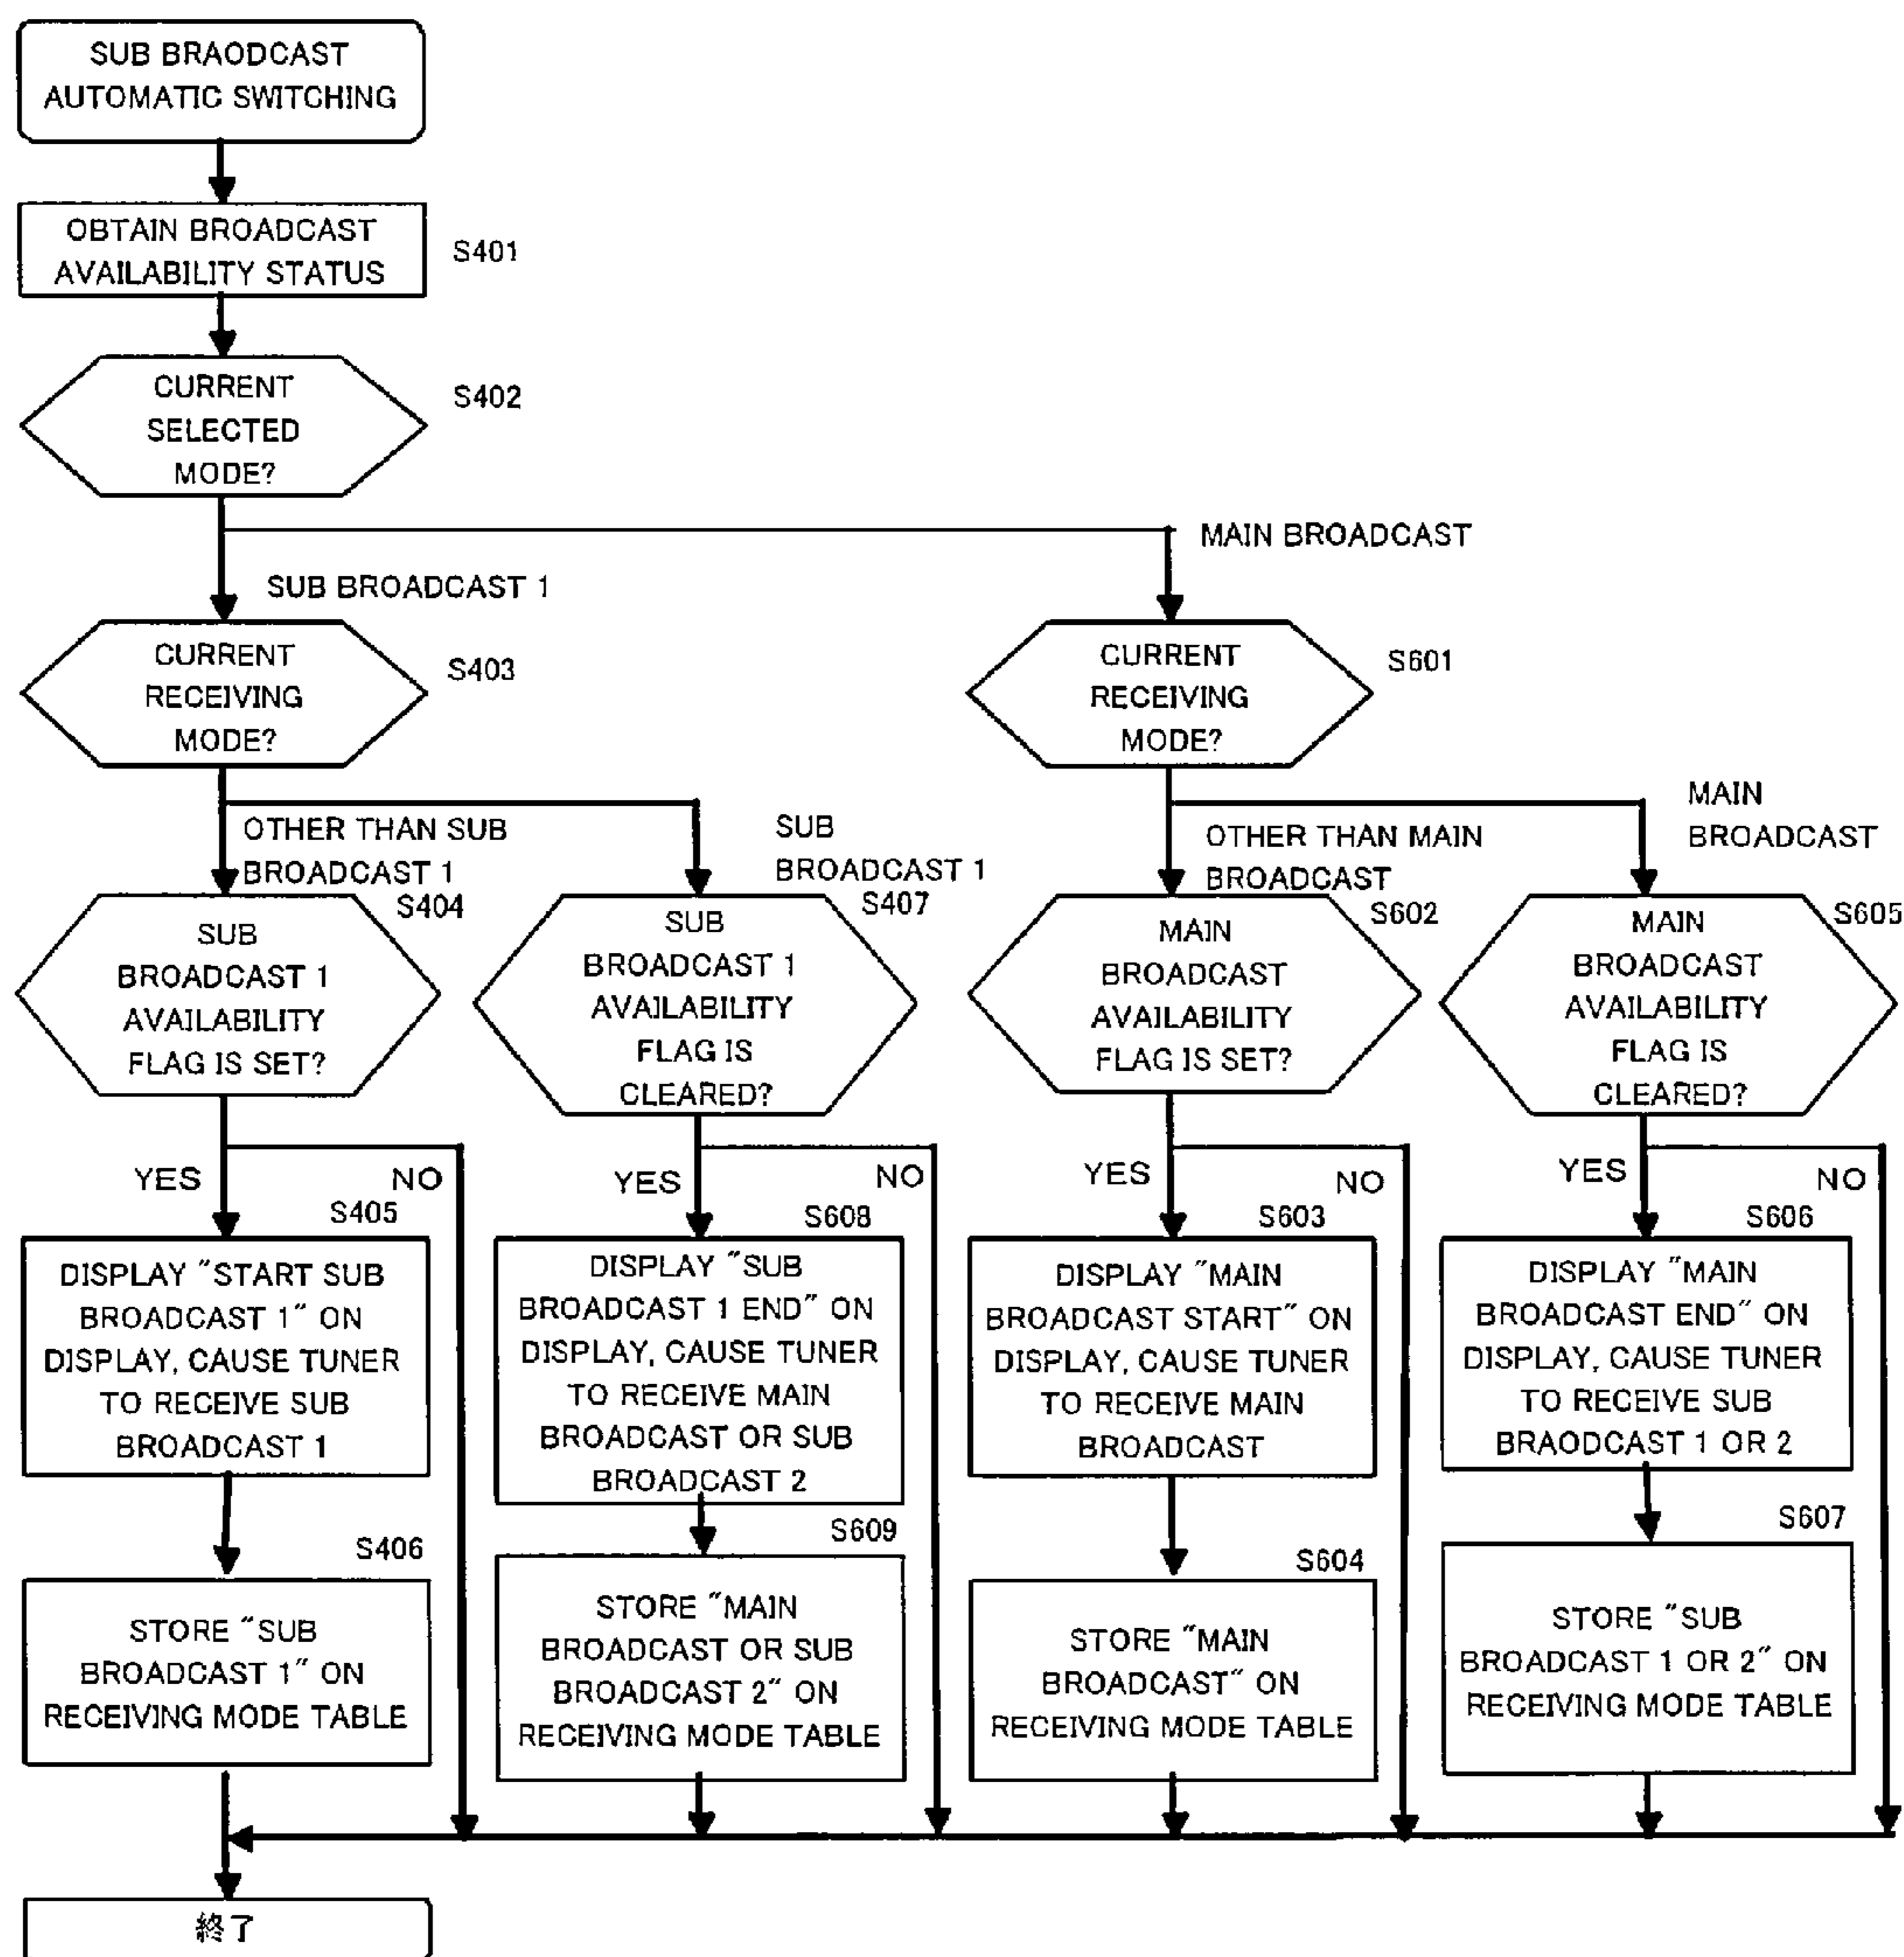 SUB BRAODCAST
AUTOMATIC SWITCHING
OBTAIN BROADCAST
AVAILABILITY STATUS
S401
CURRENT
SELECTED
MODE?
S402
MAIN BROADCAST
SUB BROADCAST 1
CURRENT
RECEIVING
MODE?
S403
CURRENT
RECEIVING
MODE?
S601
OTHER THAN SUB
BROADCAST 1
SUB
BROADCAST 1
OTHER THAN MAIN
BROADCAST
MAIN
BROADCAST
S404
SUB
BROADCAST 1
AVAILABILITY
FLAG IS SET?
S407
SUB
BROADCAST 1
AVAILABILITY
FLAG IS
CLEARED?
S602
MAIN
BROADCAST
AVAILABILITY
FLAG IS SET?
S605
MAIN
BROADCAST
AVAILABILITY
FLAG IS
CLEARED?
YES
NO
YES
NO
YES
NO
YES
NO
S405
DISPLAY "START SUB
BROADCAST 1" ON
DISPLAY, CAUSE TUNER
TO RECEIVE SUB
BROADCAST 1
S608
DISPLAY "SUB
BROADCAST 1 END" ON
DISPLAY, CAUSE TUNER
TO RECEIVE MAIN
BROADCAST OR SUB
BROADCAST 2
S603
DISPLAY "MAIN
BROADCAST START" ON
DISPLAY, CAUSE TUNER
TO RECEIVE MAIN
BROADCAST
S606
DISPLAY "MAIN
BROADCAST END" ON
DISPLAY, CAUSE TUNER
TO RECEIVE SUB
BRAODCAST 1 OR 2
S406
STORE "SUB
BROADCAST 1" ON
RECEIVING MODE TABLE
S609
STORE "MAIN
BROADCAST OR SUB
BROADCAST 2" ON
RECEIVING MODE TABLE
S604
STORE "MAIN
BROADCAST" ON
RECEIVING MODE TABLE
S607
STORE "SUB
BROADCAST 1 OR 2" ON
RECEIVING MODE TABLE
終了